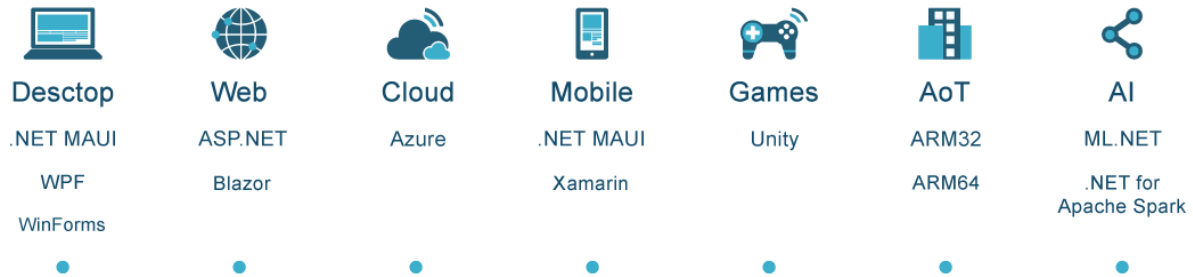 Desctop
.NET MAUI
WPF
WinForms
Web
ASP.NET
Blazor
Cloud
Azure
Mobile
.NET MAUI
Xamarin
Games
Unity
AoT
ARM32
ARM64
AI
ML.NET
.NET for
Apache Spark